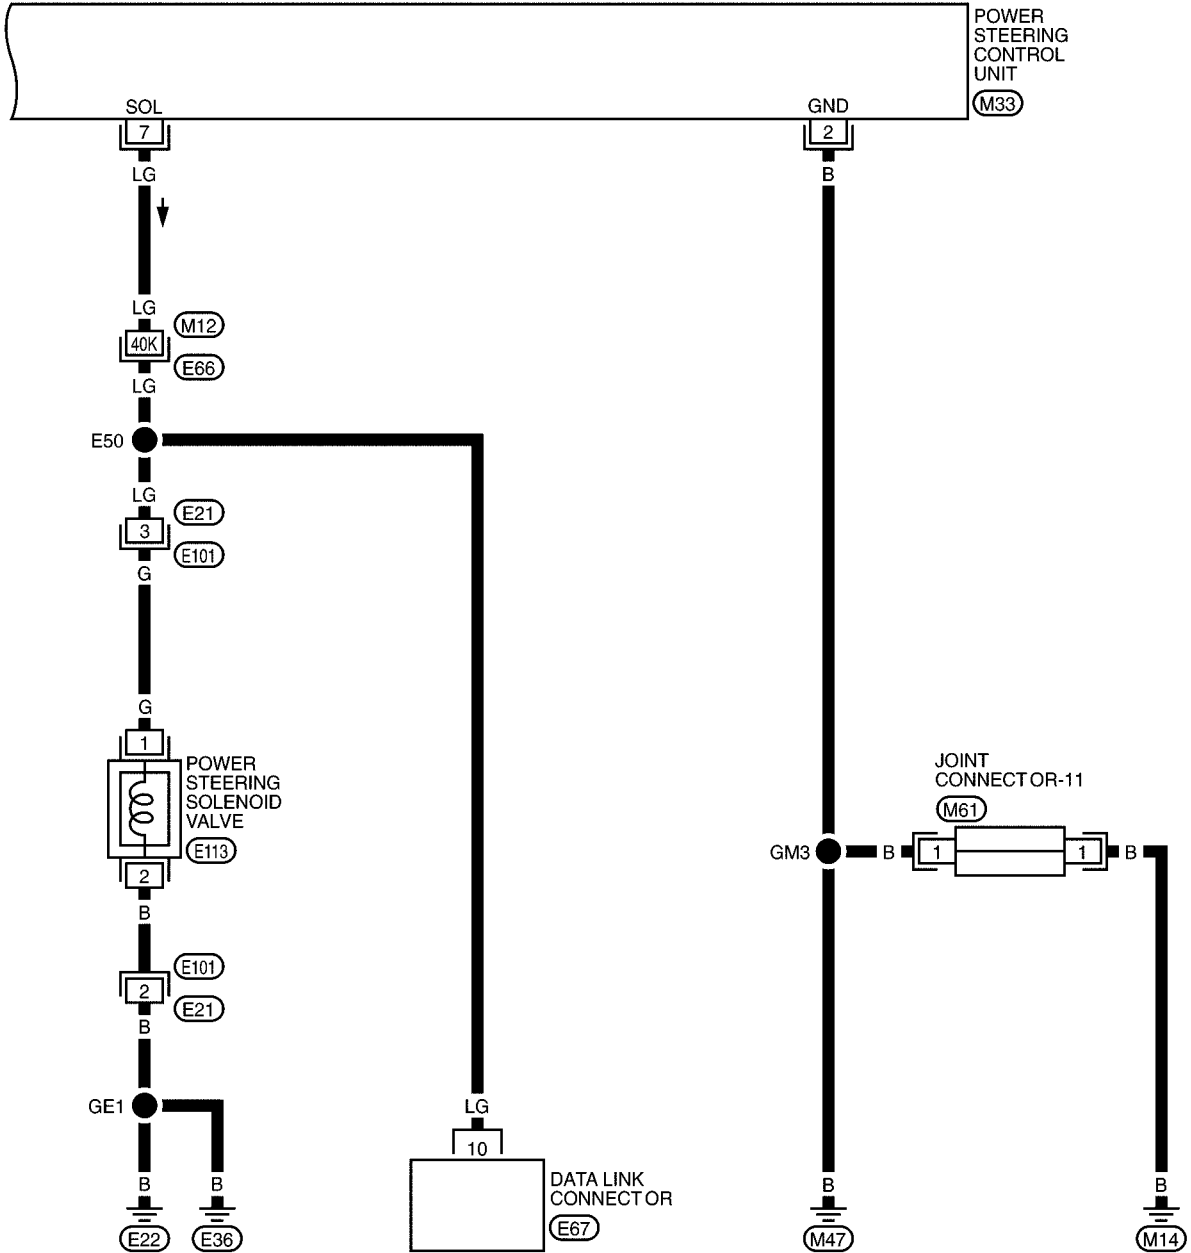 POWER
STEERING
CONTROL
UNIT
M33
SOL
GND
7
2
LG
B
LG
M12
40K
E66
LG
E50
LG
E21
3
E101
G
G
1
POWER
STEERING
SOLENOID
VALVE
E113
2
B
JOINT
CONNECTOR-11
M61
GM3
B
1
1
B
E101
2
E21
B
GE1
LG
10
DATA LINK
CONNECTOR
E67
B
B
B
B
E22
E36
M47
M14